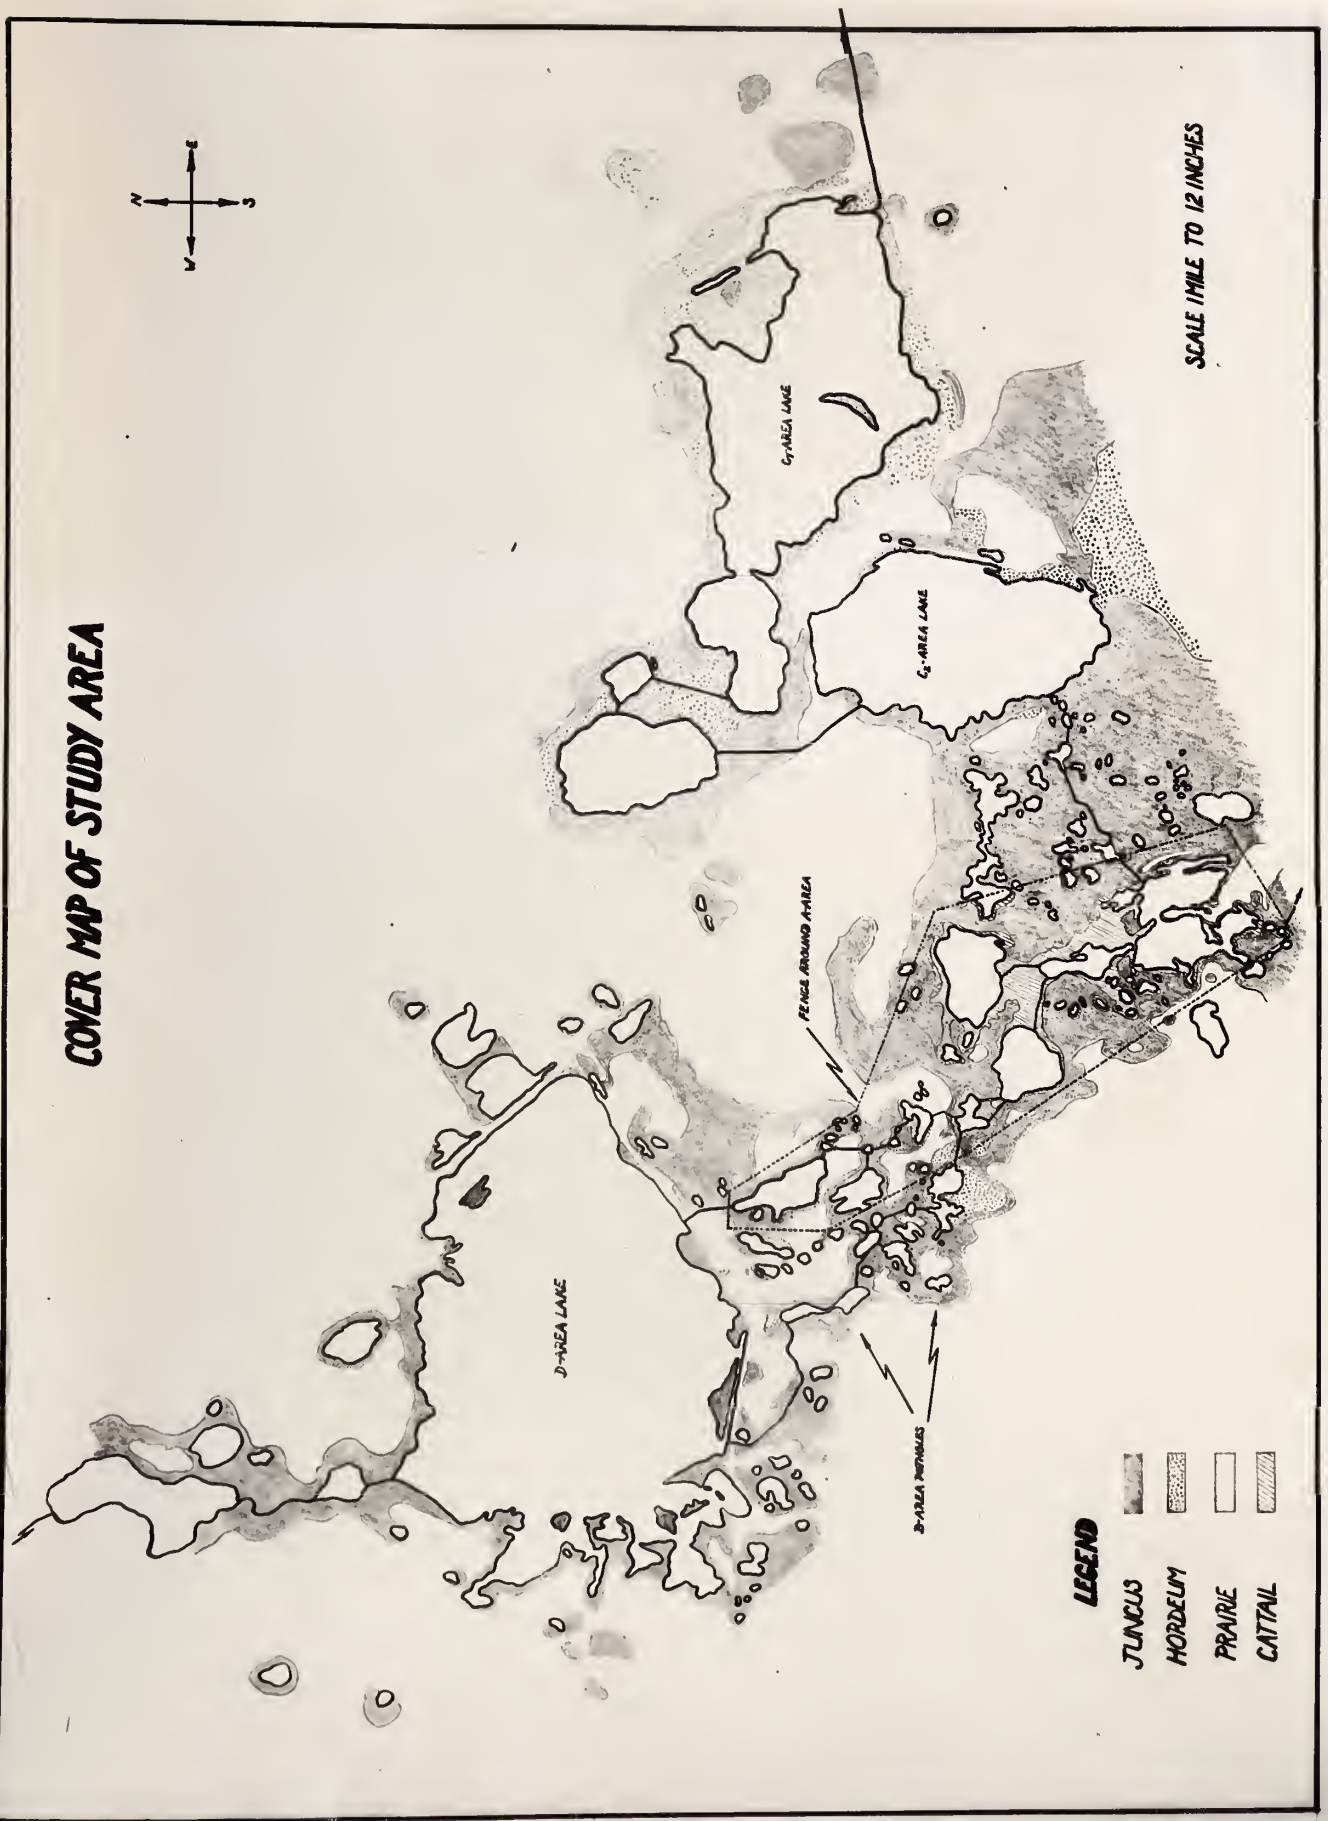 COVER MAP OF STUDY AREA
N
W
E
S
D-AREA LAKE
FENCE AROUND A-AREA
C₂-AREA LAKE
C₁-AREA LAKE
B-AREA POTHOLES
LEGEND
JUNCUS
HORDEUM
PRAIRIE
CATTAIL
SCALE 1 MILE TO 12 INCHES